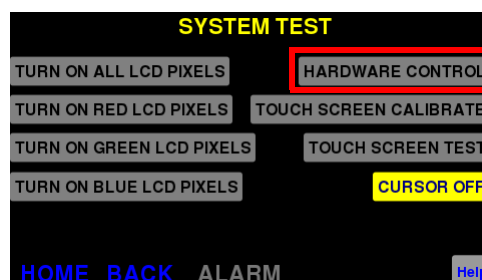 SYSTEM TEST
TURN ON ALL LCD PIXELS HARDWARE CONTROL
TURN ON RED LCD PIXELS TOUCH SCREEN CALIBRATE
TURN ON GREEN LCD PIXELS TOUCH SCREEN TEST
TURN ON BLUE LCD PIXELS CURSOR OFF
HOME BACK ALARM Help